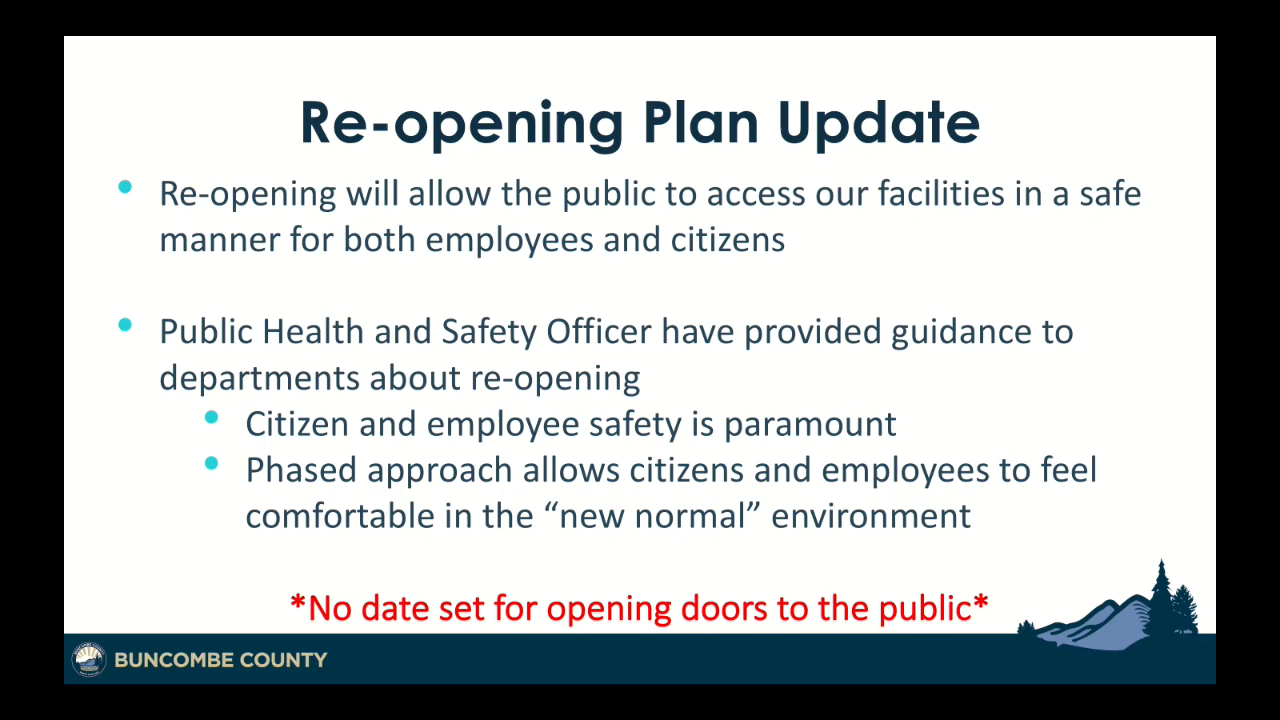 Re-opening Plan Update
• Re-opening will allow the public to access our facilities in a safe
manner for both employees and citizens
• Public Health and Safety Officer have provided guidance to
departments about re-opening
• Citizen and employee safety is paramount
• Phased approach allows citizens and employees to feel
comfortable in the “new normal” environment
*No date set for opening doors to the public*
BUNCOMBE COUNTY